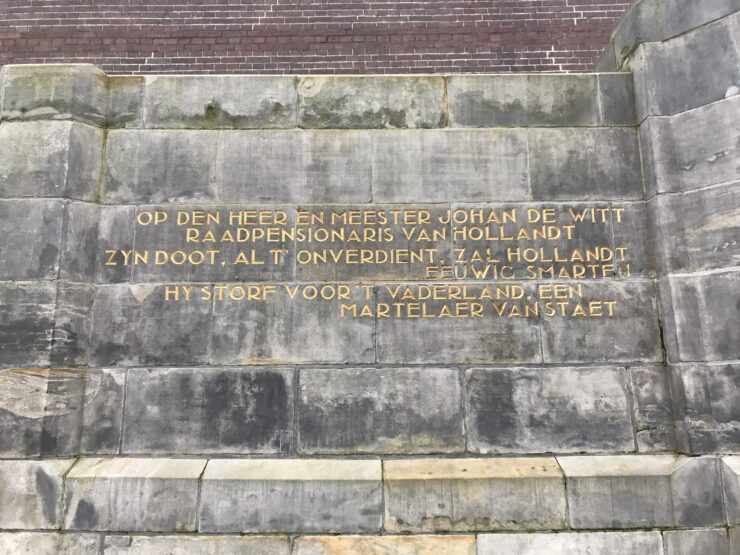 OP DEN HEER EN MEESTER JOHAN DE WITT
RAADPENSIONARIS VAN HOLLANDT
ZYN DOOT, AL T' ONVERDIENT, ZAL HOLLANDT
EEUWIG SMARTEN
HY STORF VOOR 'T VADERLAND, EEN
MARTELAER VAN STAET